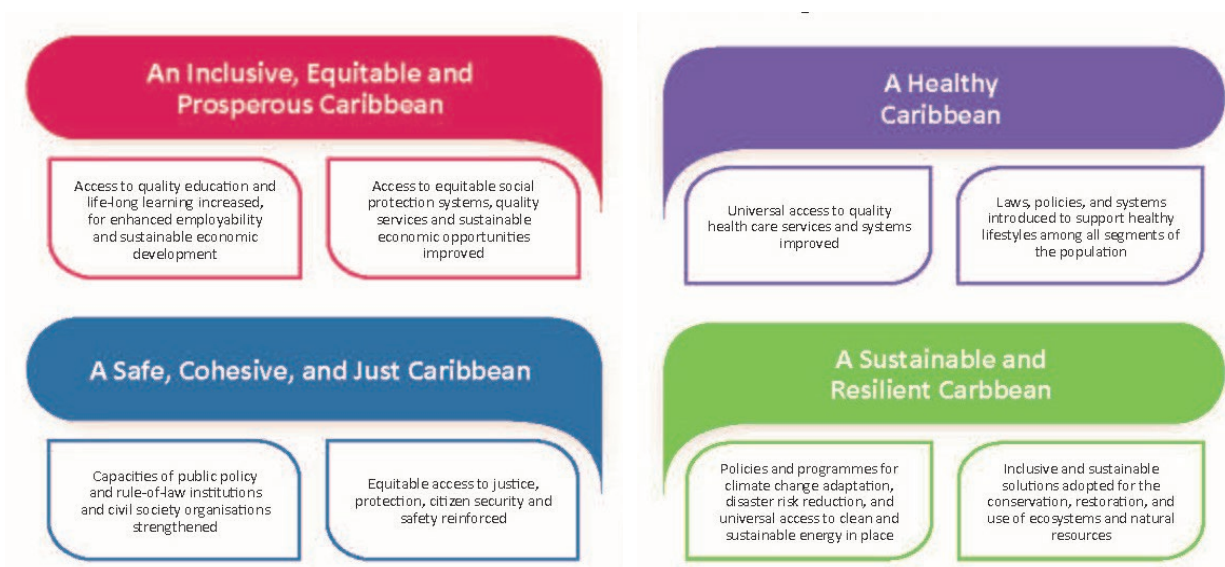 An Inclusive, Equitable and
Prosperous Caribbean
Access to quality education and
life-long learning increased,
for enhanced employability
and sustainable economic
development
Access to equitable social
protection systems, quality
services and sustainable
economic opportunities
improved
A Healthy
Caribbean
Universal access to quality
health care services and systems
improved
Laws, policies, and systems
introduced to support healthy
lifestyles among all segments of
the population
A Safe, Cohesive, and Just Caribbean
Capacities of public policy
and rule-of-law institutions
and civil society organisations
strengthened
Equitable access to justice,
protection, citizen security and
safety reinforced
A Sustainable and
Resilient Carbbean
Policies and programmes for
climate change adaptation,
disaster risk reduction, and
universal access to clean and
sustainable energy in place
Inclusive and sustainable
solutions adopted for the
conservation, restoration, and
use of ecosystems and natural
resources